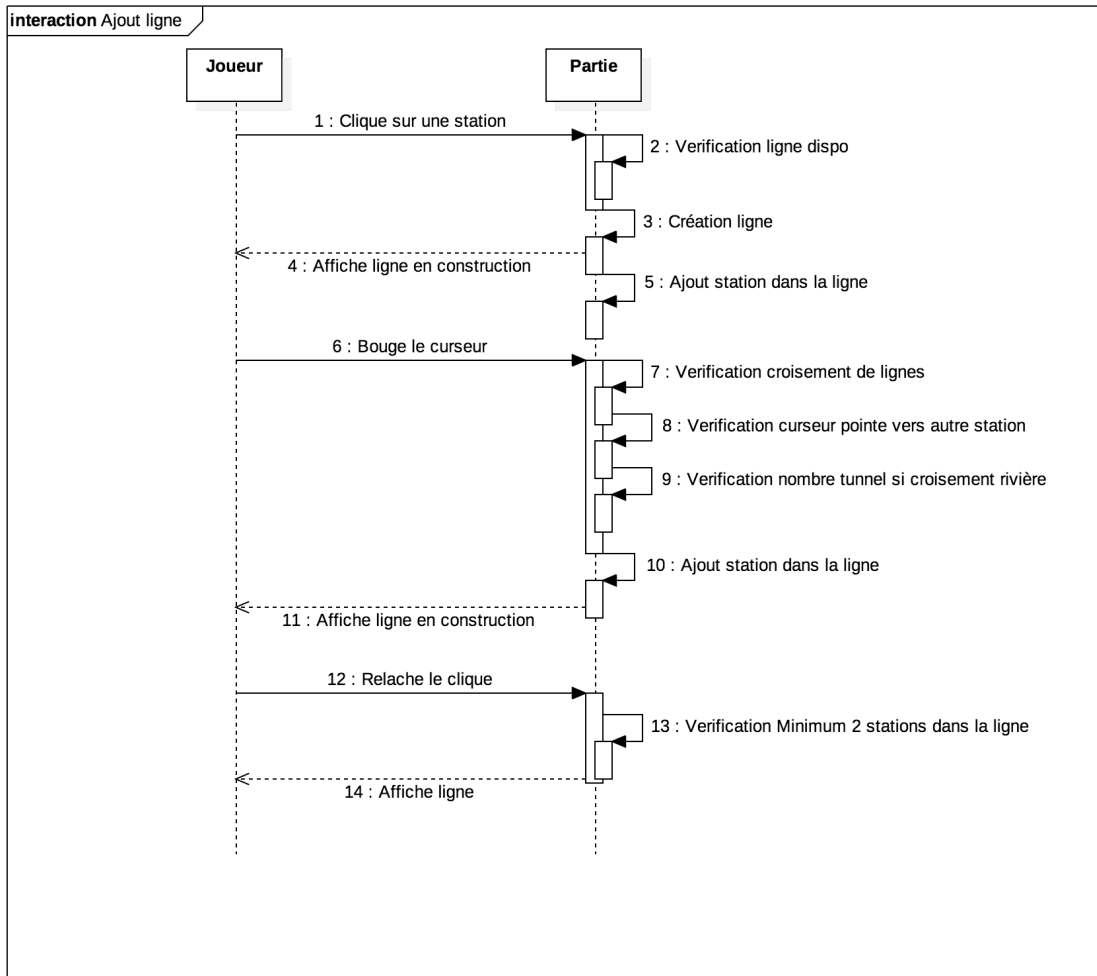 interaction Ajout ligne
Joueur
Partie
1 : Clique sur une station
2 : Verification ligne dispo
3 : Création ligne
4 : Affiche ligne en construction
5 : Ajout station dans la ligne
6 : Bouge le curseur
7 : Verification croisement de lignes
8 : Verification curseur pointe vers autre station
9 : Verification nombre tunnel si croisement rivière
10 : Ajout station dans la ligne
11 : Affiche ligne en construction
12 : Relache le clique
13 : Verification Minimum 2 stations dans la ligne
14 : Affiche ligne